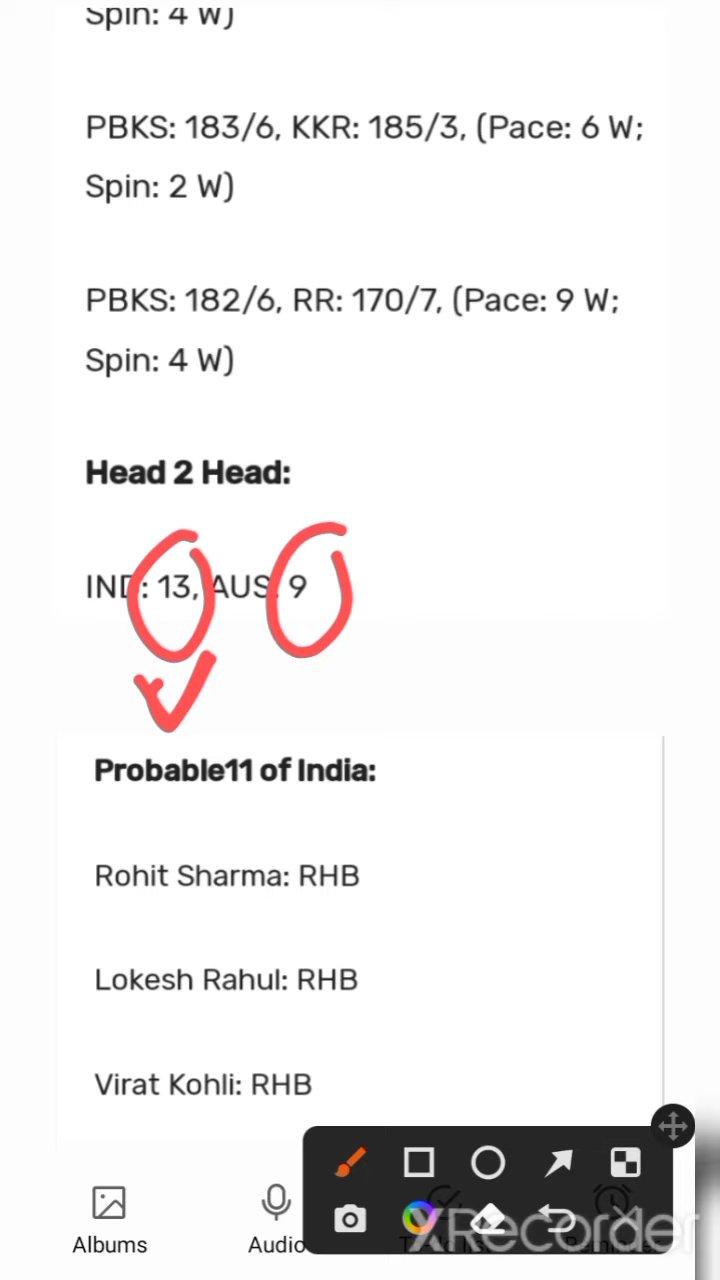 Spin: 4 W)
PBKS: 183/6, KKR: 185/3, (Pace: 6 W;
Spin: 2 W)
PBKS: 182/6, RR: 170/7, (Pace: 9 W;
Spin: 4 W)
Head 2 Head:
IND: 13, AUS: 9
Probable11 of India:
Rohit Sharma: RHB
Lokesh Rahul: RHB
Virat Kohli: RHB
Albums
Audio
XRecorder